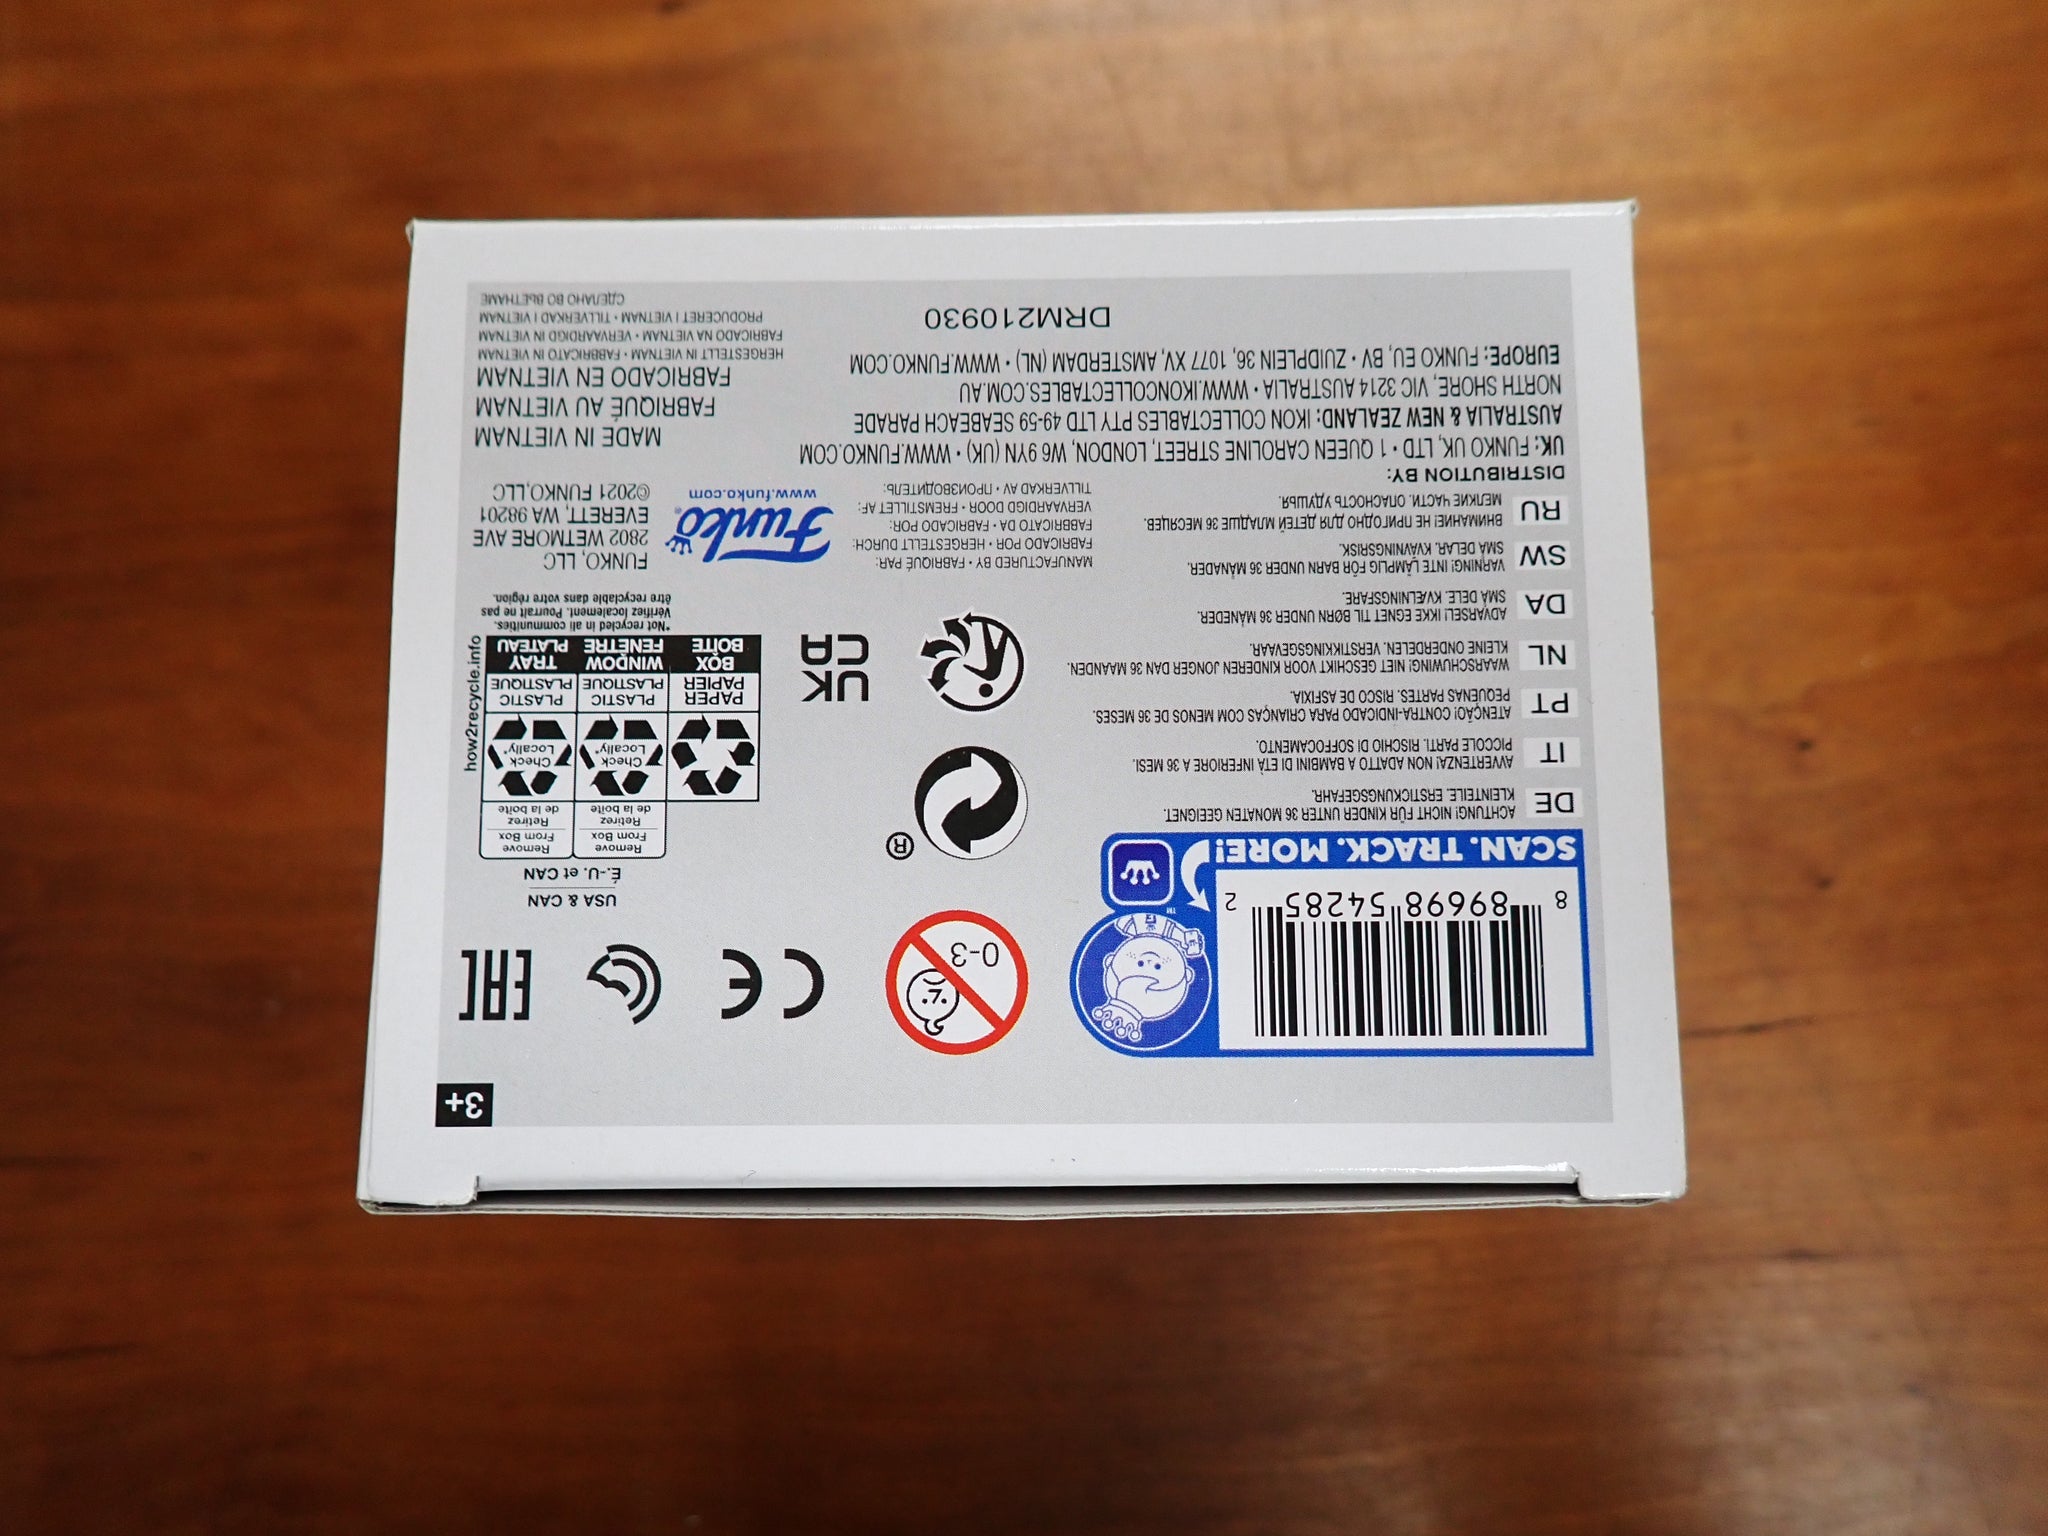 3+
8 89698 54285 2
SCAN. TRACK. MORE!
TM
0-3
CE
EAC
USA & CAN
É.-U. et CAN
Remove
From Box
Retirez
de la boîte
Remove
From Box
Retirez
de la boîte
Check
Locally*
Check
Locally*
PAPER
PAPIER
PLASTIC
PLASTIQUE
PLASTIC
PLASTIQUE
BOX
BOÎTE
WINDOW
FENÊTRE
TRAY
PLATEAU
how2recycle.info
*Not recycled in all communities.
Vérifiez localement. Pourrait ne pas
être recyclable dans votre région.
®
UK
CA
DE
ACHTUNG! NICHT FÜR KINDER UNTER 36 MONATEN GEEIGNET.
KLEINTEILE. ERSTICKUNGSGEFAHR.
IT
AVVERTENZA! NON ADATTO A BAMBINI DI ETÀ INFERIORE A 36 MESI.
PICCOLE PARTI. RISCHIO DI SOFFOCAMENTO.
PT
ATENÇÃO! CONTRA-INDICADO PARA CRIANÇAS COM MENOS DE 36 MESES.
PEQUENAS PARTES. RISCO DE ASFIXIA.
NL
WAARSCHUWING! NIET GESCHIKT VOOR KINDEREN JONGER DAN 36 MAANDEN.
KLEINE ONDERDELEN. VERSTIKKINGSGEVAAR.
DA
ADVARSEL! IKKE EGNET TIL BØRN UNDER 36 MÅNEDER.
SMÅ DELE. KVÆLNINGSFARE.
SW
VARNING! INTE LÄMPLIG FÖR BARN UNDER 36 MÅNADER.
SMÅ DELAR. KVÄVNINGSRISK.
RU
ВНИМАНИЕ! НЕ ПРИГОДНО ДЛЯ ДЕТЕЙ МЛАДШЕ 36 МЕСЯЦЕВ.
МЕЛКИЕ ЧАСТИ. ОПАСНОСТЬ УДУШЬЯ.
MANUFACTURED BY • FABRIQUÉ PAR:
FABRICADO POR • HERGESTELLT DURCH:
FABBRICATO DA • FABRICADO POR:
VERVAARDIGD DOOR • FREMSTILLET AF:
TILLVERKAD AV • ПРОИЗВОДИТЕЛЬ:
Funko®
www.funko.com
FUNKO, LLC
2802 WETMORE AVE
EVERETT, WA 98201
©2021 FUNKO,LLC
DISTRIBUTION BY:
UK: FUNKO UK, LTD • 1 QUEEN CAROLINE STREET, LONDON, W6 9YN (UK) • WWW.FUNKO.COM
AUSTRALIA & NEW ZEALAND: IKON COLLECTABLES PTY LTD 49-59 SEABEACH PARADE
NORTH SHORE, VIC 3214 AUSTRALIA • WWW.IKONCOLLECTABLES.COM.AU
EUROPE: FUNKO EU, BV • ZUIDPLEIN 36, 1077 XV, AMSTERDAM (NL) • WWW.FUNKO.COM
DRM210930
MADE IN VIETNAM
FABRIQUÉ AU VIETNAM
FABRICADO EN VIETNAM
HERGESTELLT IN VIETNAM • FABBRICATO IN VIETNAM
FABRICADO NA VIETNAM • VERVAARDIGD IN VIETNAM
PRODUCERET I VIETNAM • TILLVERKAD I VIETNAM
СДЕЛАНО ВО ВЬЕТНАМЕ